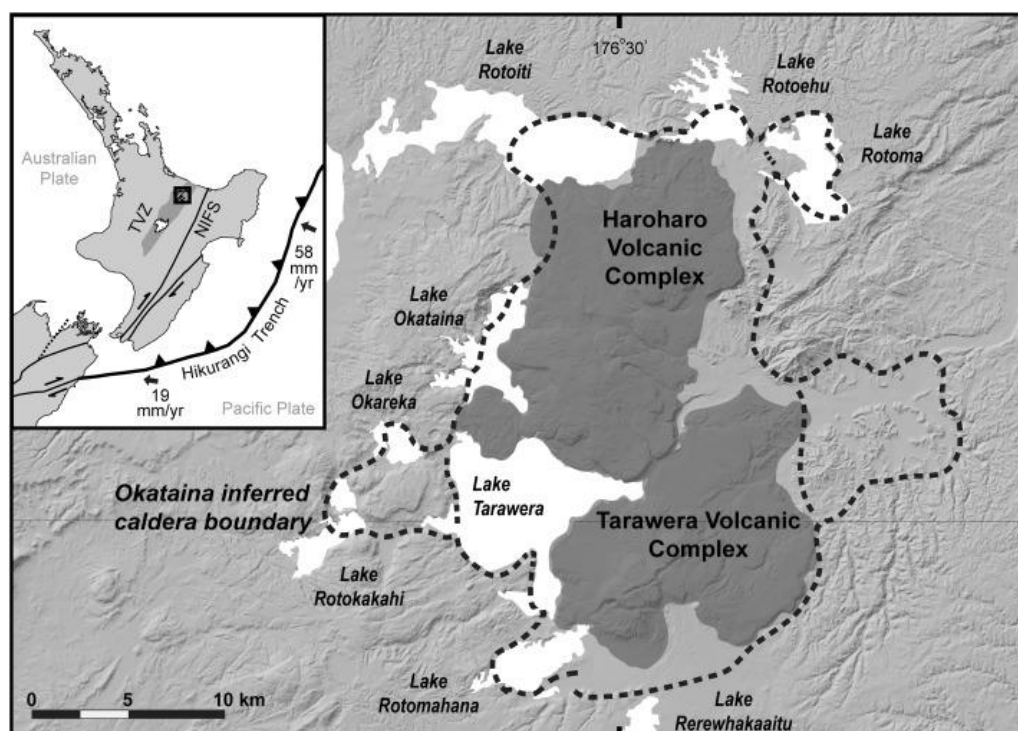 Australian
Plate
TVZ
NIFS
58
mm
/yr
Hikurangi Trench
19
mm/yr
Pacific Plate
176°30'
Lake
Rotoiti
Lake
Rotoehu
Lake
Rotoma
Haroharo
Volcanic
Complex
Lake
Okataina
Lake
Okareka
Okataina inferred
caldera boundary
Lake
Tarawera
Tarawera Volcanic
Complex
Lake
Rotokakahi
Lake
Rotomahana
Lake
Rerewhakaaitu
0 5 10 km